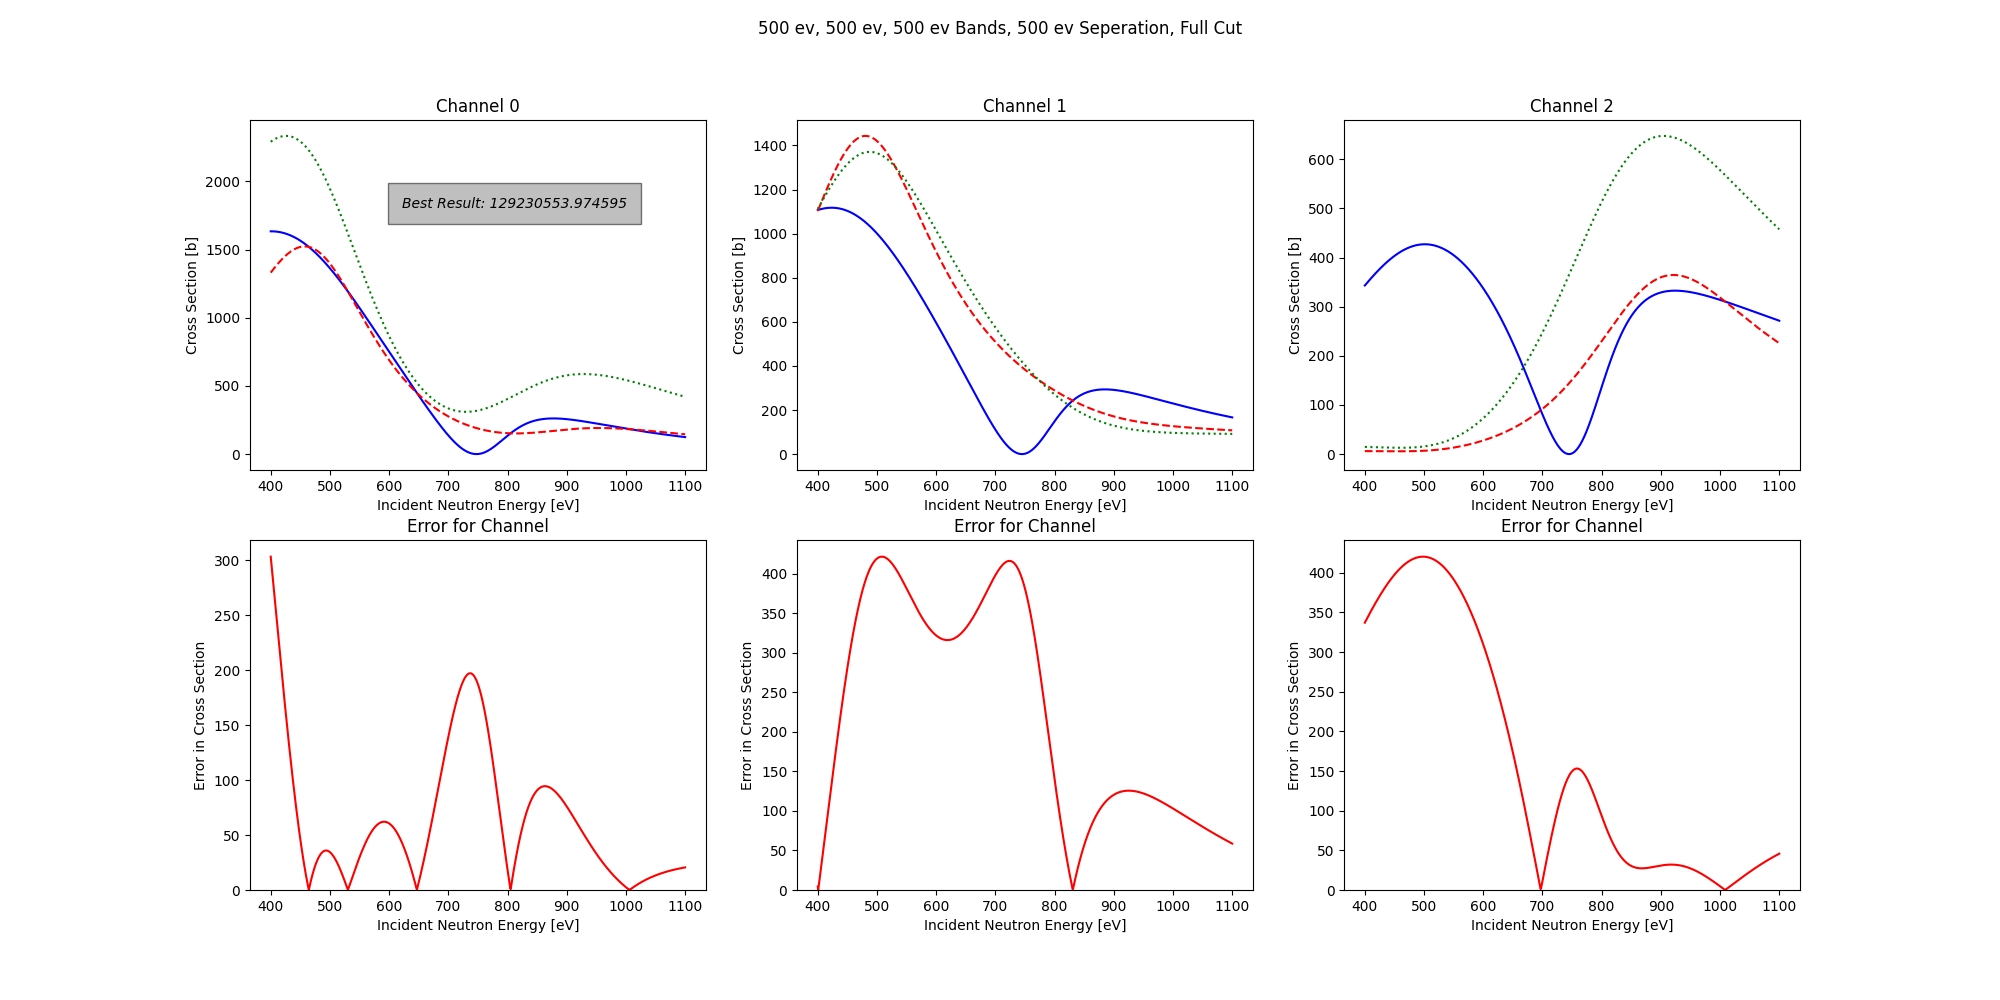 500 ev, 500 ev, 500 ev Bands, 500 ev Seperation, Full Cut
Channel 0
Cross Section [b]
2000
1500
1000
500
0
Best Result: 129230553.974595
400 500 600 700 800 900 1000 1100
Incident Neutron Energy [eV]
Channel 1
Cross Section [b]
1400
1200
1000
800
600
400
200
0
400 500 600 700 800 900 1000 1100
Incident Neutron Energy [eV]
Channel 2
Cross Section [b]
600
500
400
300
200
100
0
400 500 600 700 800 900 1000 1100
Incident Neutron Energy [eV]
Error for Channel
Error in Cross Section
300
250
200
150
100
50
0
400 500 600 700 800 900 1000 1100
Incident Neutron Energy [eV]
Error for Channel
Error in Cross Section
400
350
300
250
200
150
100
50
0
400 500 600 700 800 900 1000 1100
Incident Neutron Energy [eV]
Error for Channel
Error in Cross Section
400
350
300
250
200
150
100
50
0
400 500 600 700 800 900 1000 1100
Incident Neutron Energy [eV]